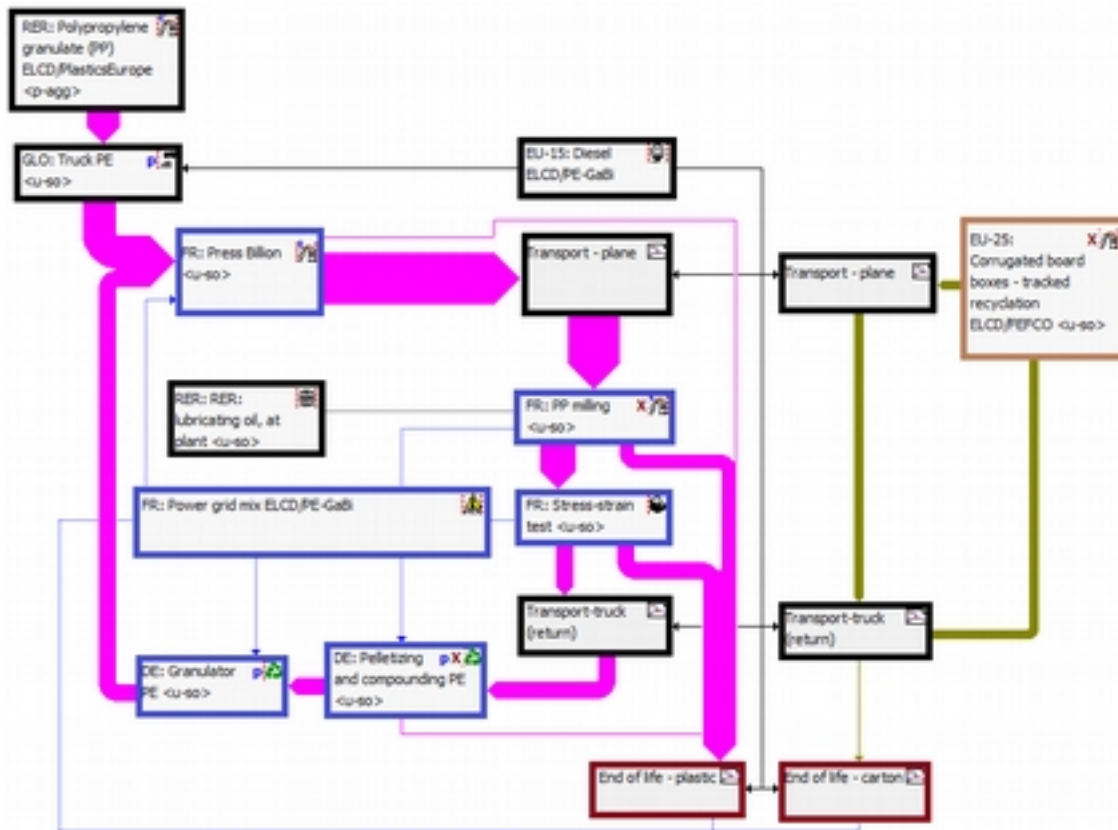 RER: Polypropylene
granulate (PP)
ELCD/PlasticsEurope
<p-agg>
GLO: Truck PE
<u-so>
EU-15: Diesel
ELCD/PE-GaBi
FR: Press Billion
<u-so>
Transport - plane
Transport - plane
EU-25:
Corrugated board
boxes - tracked
recyclation
ELCD/FEFCO <u-so>
RER: RER:
lubricating oil, at
plant <u-so>
FR: PP milling
<u-so>
FR: Power grid mix ELCD/PE-GaBi
FR: Stress-strain
test <u-so>
Transport-truck
(return)
Transport-truck
(return)
DE: Granulator
PE <u-so>
DE: Pelletizing
and compounding PE
<u-so>
End of life - plastic
End of life - carton